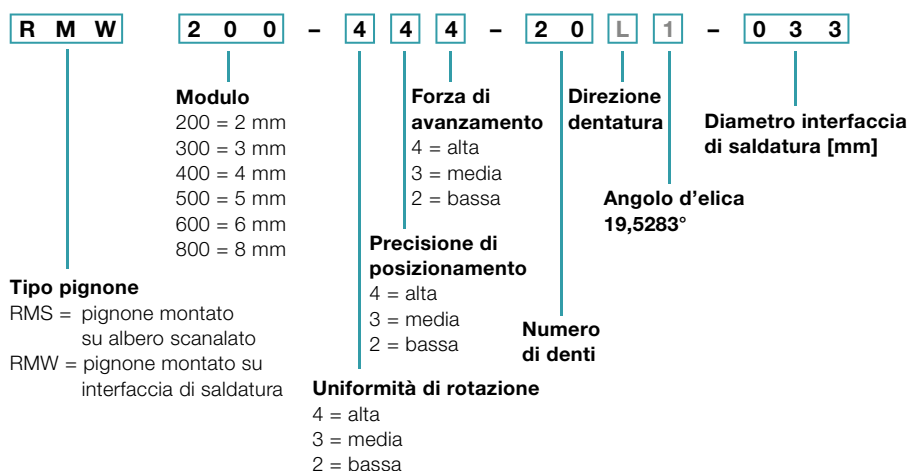 R M W 2 0 0 – 4 4 4 – 2 0 L 1 – 0 3 3
Modulo
200 = 2 mm
300 = 3 mm
400 = 4 mm
500 = 5 mm
600 = 6 mm
800 = 8 mm
Forza di
avanzamento
4 = alta
3 = media
2 = bassa
Direzione
dentatura
Diametro interfaccia
di saldatura [mm]
Angolo d’elica
19,5283°
Precisione di
posizionamento
4 = alta
3 = media
2 = bassa
Tipo pignone
RMS = pignone montato
su albero scanalato
RMW = pignone montato su
interfaccia di saldatura
Numero
di denti
Uniformità di rotazione
4 = alta
3 = media
2 = bassa